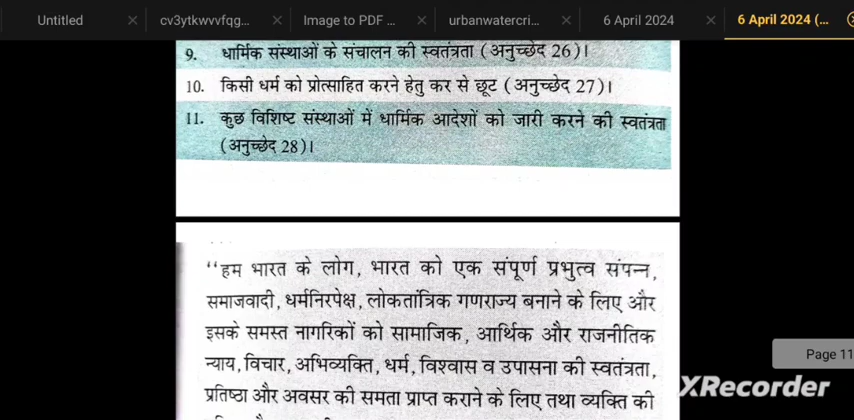 Untitled × cv3ytkwvvfqg... × Image to PDF ... × urbanwatercri... × 6 April 2024 × 6 April 2024 (...
9. धार्मिक संस्थाओं के संचालन की स्वतंत्रता (अनुच्छेद 26)।
10. किसी धर्म को प्रोत्साहित करने हेतु कर से छूट (अनुच्छेद 27)।
11. कुछ विशिष्ट संस्थाओं में धार्मिक आदेशों को जारी करने की स्वतंत्रता
(अनुच्छेद 28)।
“हम भारत के लोग, भारत को एक संपूर्ण प्रभुत्व संपन्न,
समाजवादी, धर्मनिरपेक्ष, लोकतांत्रिक गणराज्य बनाने के लिए और
इसके समस्त नागरिकों को सामाजिक, आर्थिक और राजनीतिक
न्याय, विचार, अभिव्यक्ति, धर्म, विश्वास व उपासना की स्वतंत्रता,
Page 11
प्रतिष्ठा और अवसर की समता प्राप्त कराने के लिए तथा व्यक्ति की
XRecorder